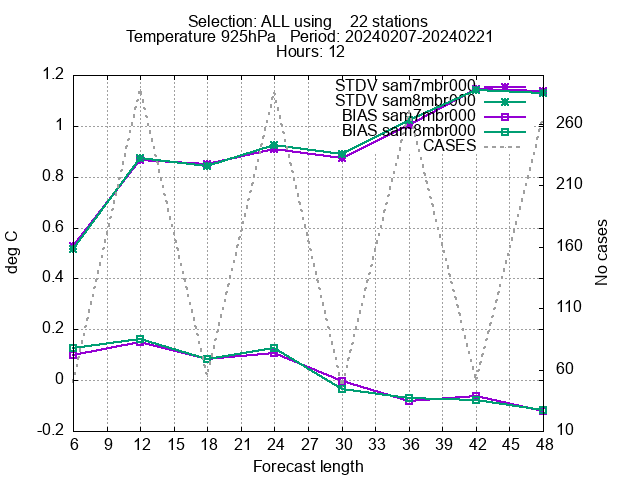 Selection: ALL using    22 stations
Temperature 925hPa   Period: 20240207-20240221
Hours: 12
STDV sam7mbr000
STDV sam8mbr000
BIAS sam7mbr000
BIAS sam8mbr000
CASES
deg C
1.2
1
0.8
0.6
0.4
0.2
0
-0.2
No cases
260
210
160
110
60
10
6 9 12 15 18 21 24 27 30 33 36 39 42 45 48
Forecast length